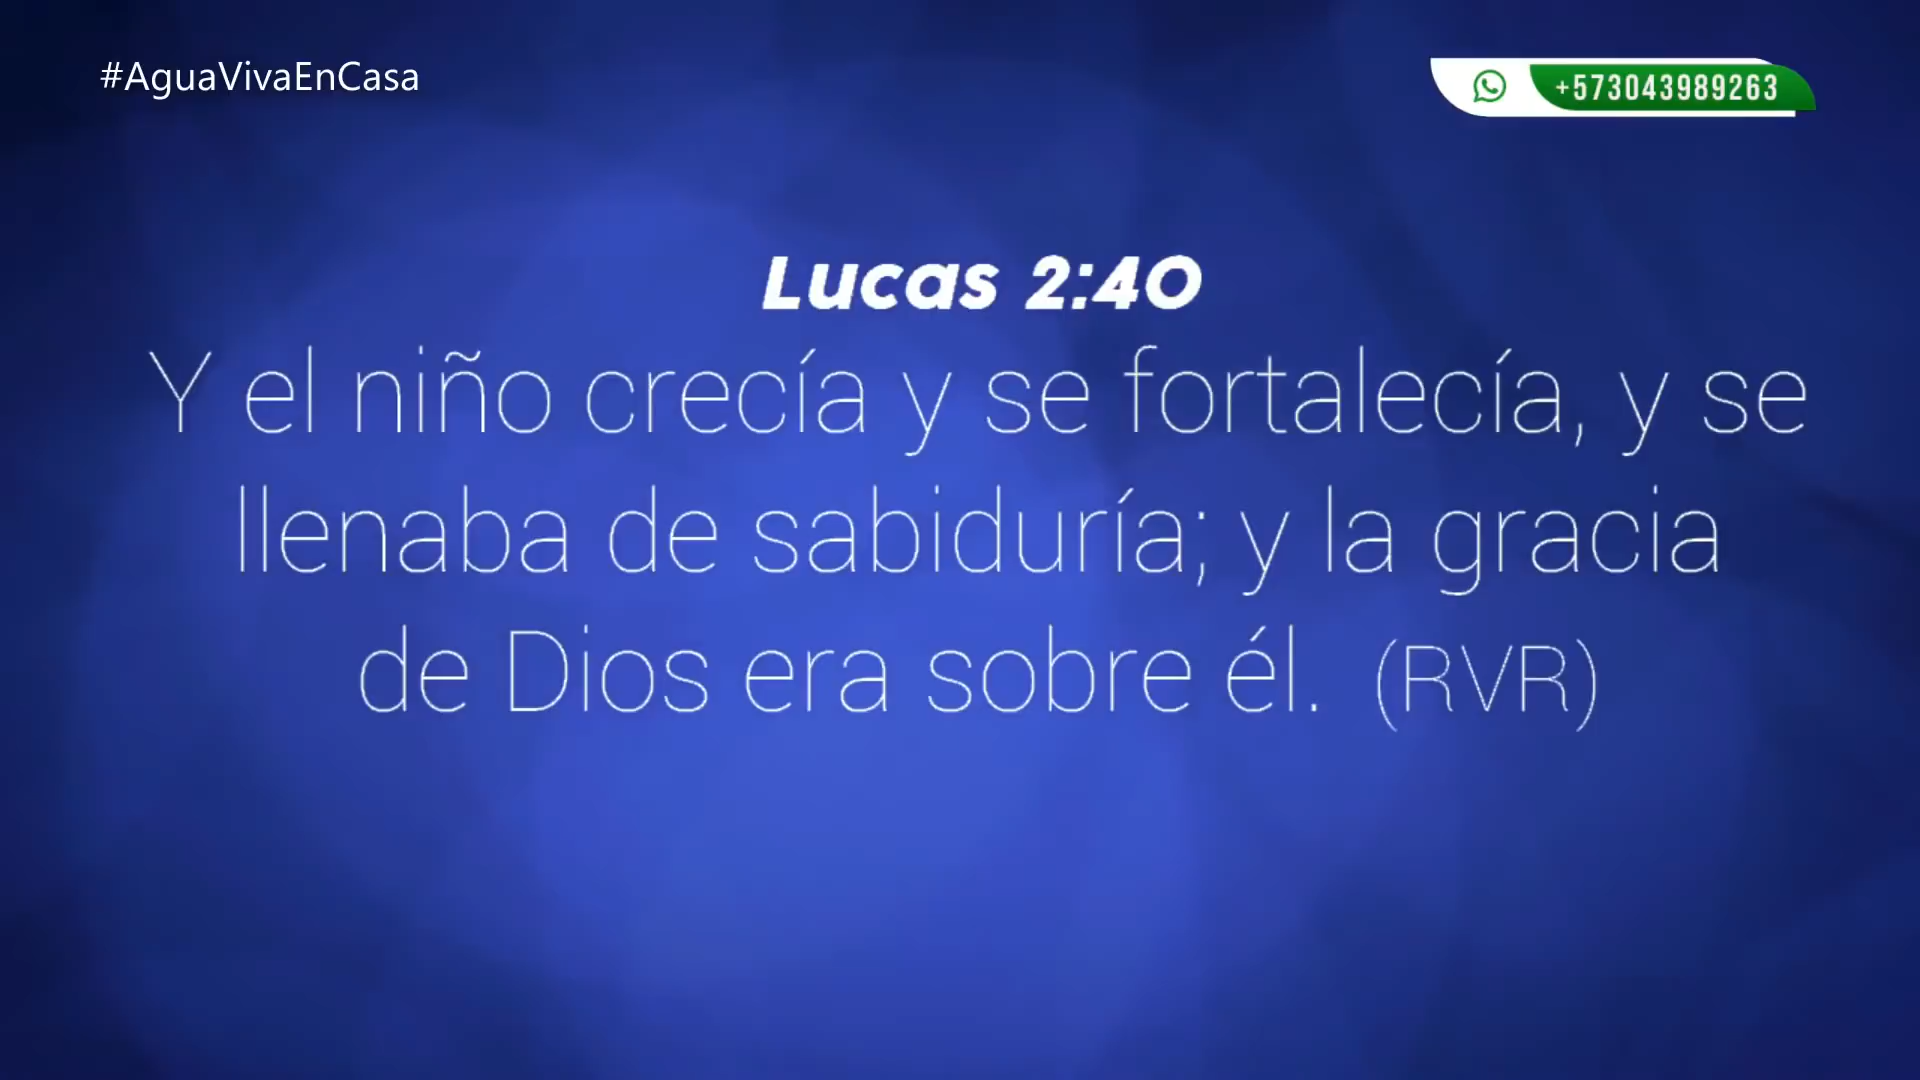 #AguaVivaEnCasa
+573043989263
Lucas 2:40
Y el niño crecía y se fortalecía, y se
llenaba de sabiduría; y la gracia
de Dios era sobre él. (RVR)